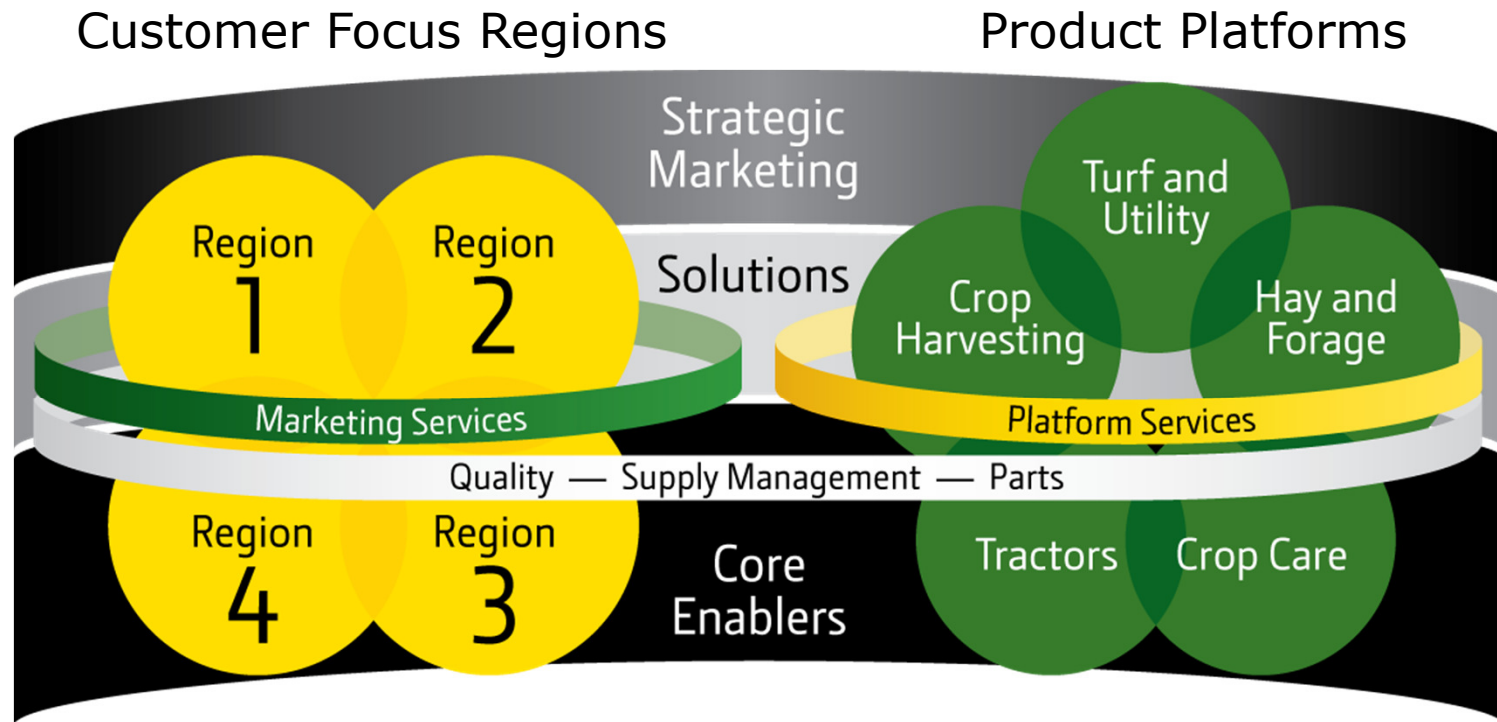 Customer Focus Regions
Product Platforms
Strategic
Marketing
Turf and
Utility
Region
1
Region
2
Solutions
Crop
Harvesting
Hay and
Forage
Marketing Services
Platform Services
Quality — Supply Management — Parts
Region
4
Region
3
Core
Enablers
Tractors
Crop Care